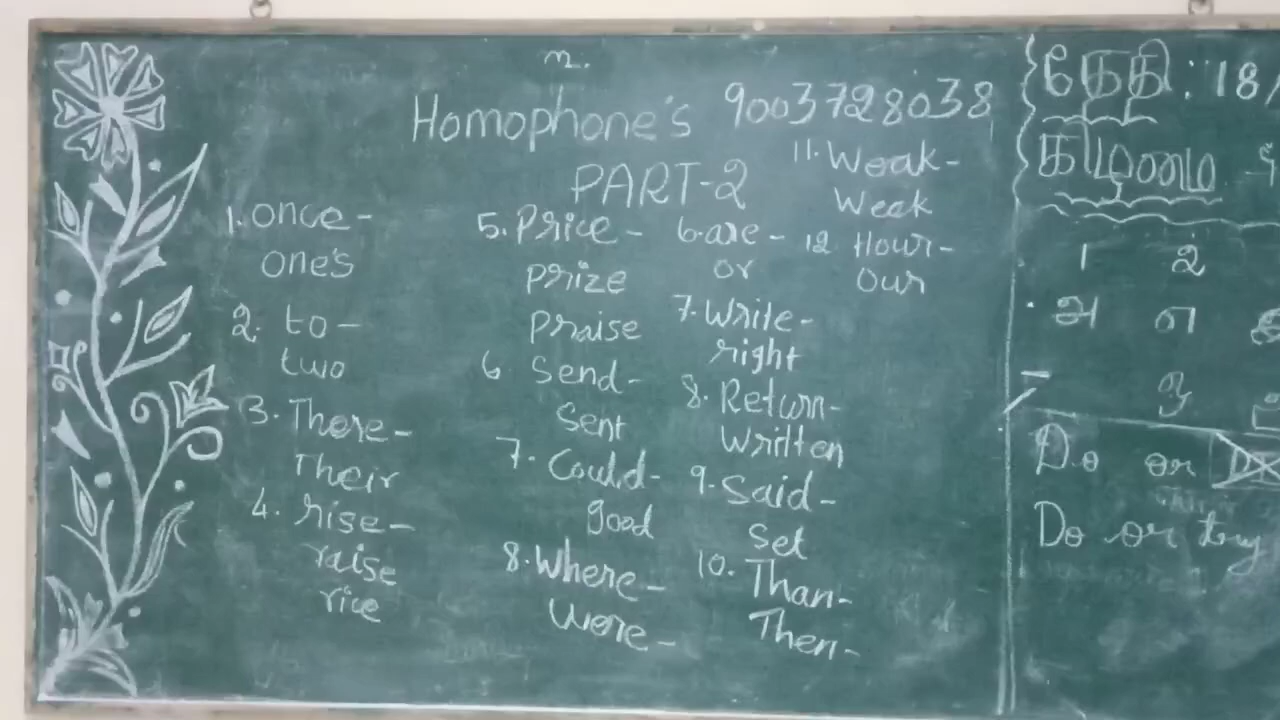 உ
Homophone's 9003728038
PART-2
1. once-
one's
2. to-
two
3. There-
Their
4. rise-
raise
rice
5. Price-
prize
praise
6 Send-
Sent
7. Could-
good
8. Where-
Were-
6. are-
or
7. Write-
right
8. Return-
Written
9. Said-
Set
10. Than-
Then-
11. Weak-
Week
12 Hour-
Our
தேதி : 18/
கிழமை
1 2
அ
Do or
Do or try